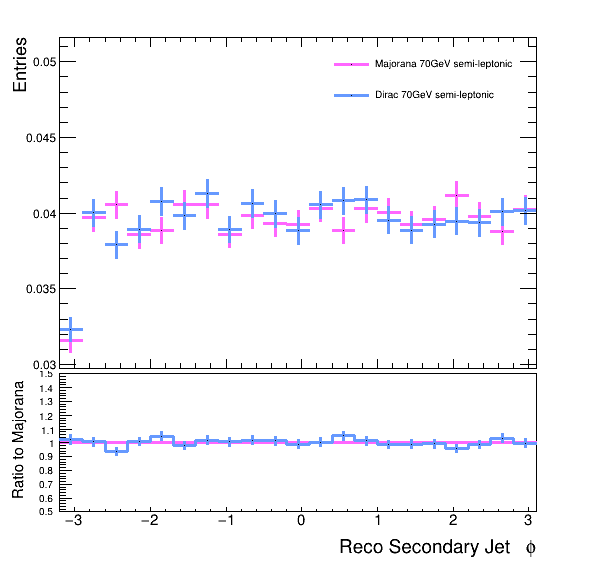 Entries
0.05
0.045
0.04
0.035
0.03
Majorana 70GeV semi-leptonic
Dirac 70GeV semi-leptonic
Ratio to Majorana
1.5
1.4
1.3
1.2
1.1
1
0.9
0.8
0.7
0.6
0.5
−3 −2 −1 0 1 2 3
Reco Secondary Jet ϕ